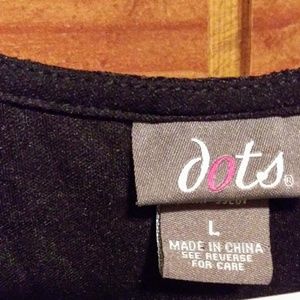 dots®
L
MADE IN CHINA
SEE REVERSE
FOR CARE